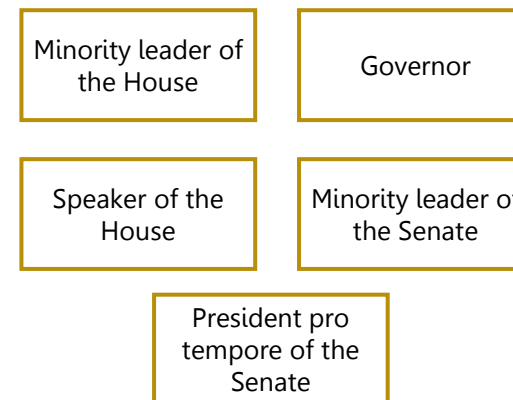 Minority leader of
the House
Governor
Speaker of the
House
Minority leader of
the Senate
President pro
tempore of the
Senate